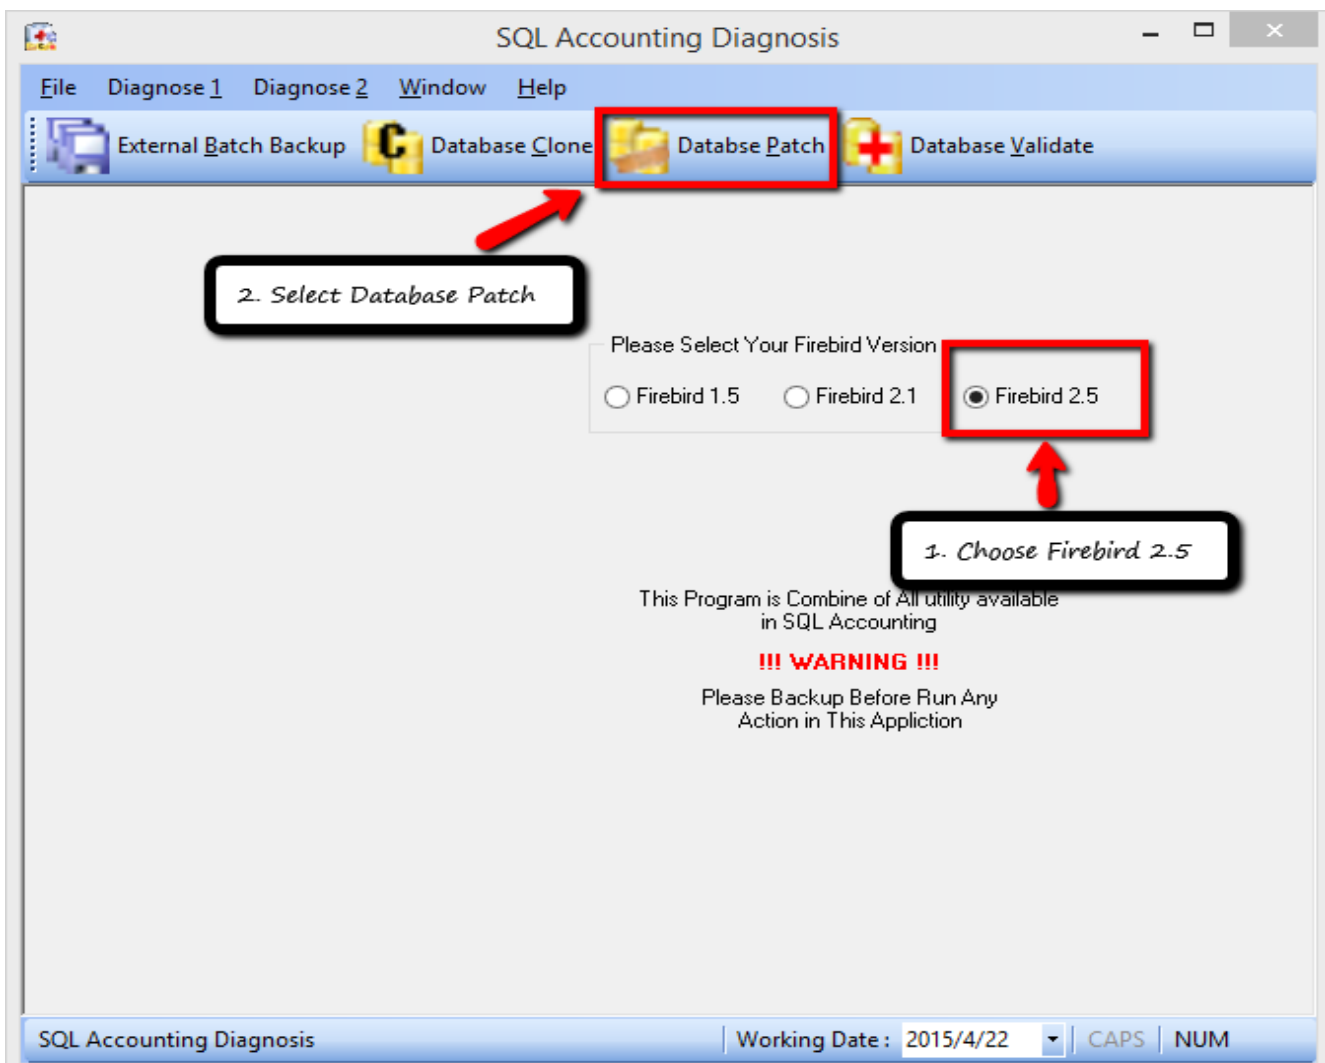 SQL Accounting Diagnosis
File Diagnose 1 Diagnose 2 Window Help
External Batch Backup Database Clone Databse Patch Database Validate
2. Select Database Patch
Please Select Your Firebird Version
Firebird 1.5 Firebird 2.1 Firebird 2.5
1. Choose Firebird 2.5
This Program is Combine of All utility available
in SQL Accounting
!!! WARNING !!!
Please Backup Before Run Any
Action in This Appliction
SQL Accounting Diagnosis Working Date : 2015/4/22 CAPS NUM